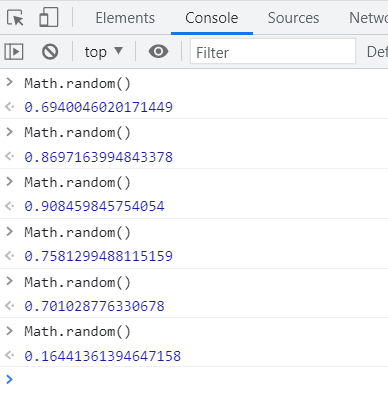 Elements Console Sources Netwo
top ▼ Filter Def
> Math.random()
0.6940046020171449
> Math.random()
0.8697163994843378
> Math.random()
0.908459845754054
> Math.random()
0.7581299488115159
> Math.random()
0.701028776330678
> Math.random()
0.16441361394647158
>